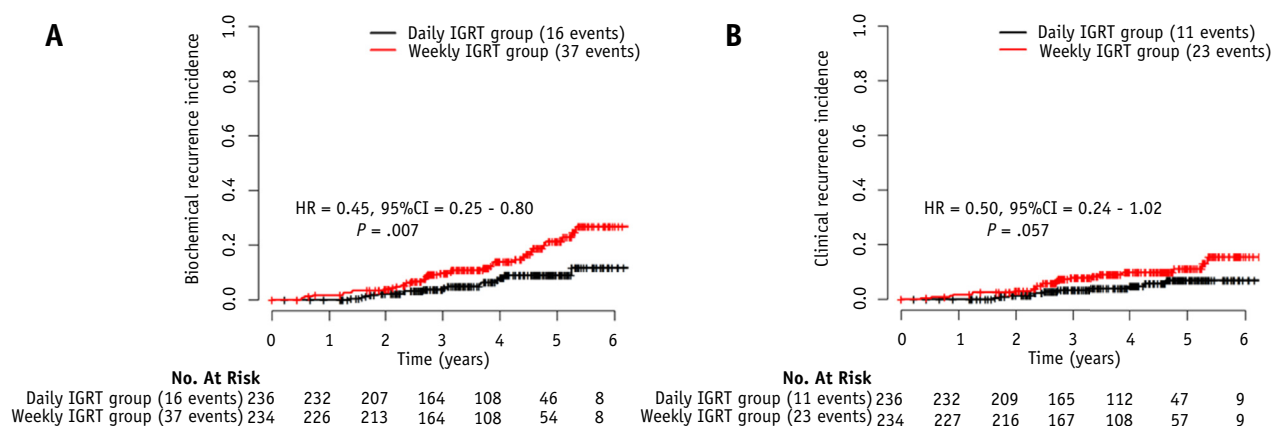 A
Daily IGRT group (16 events)
Weekly IGRT group (37 events)
Biochemical recurrence incidence
1.0
0.8
0.6
0.4
0.2
0.0
HR = 0.45, 95%CI = 0.25 - 0.80
P = .007
0 1 2 3 4 5 6
Time (years)
No. At Risk
Daily IGRT group (16 events) 236 232 207 164 108 46 8
Weekly IGRT group (37 events) 234 226 213 164 108 54 8
B
Daily IGRT group (11 events)
Weekly IGRT group (23 events)
Clinical recurrence incidence
1.0
0.8
0.6
0.4
0.2
0.0
HR = 0.50, 95%CI = 0.24 - 1.02
P = .057
0 1 2 3 4 5 6
Time (years)
No. At Risk
Daily IGRT group (11 events) 236 232 209 165 112 47 9
Weekly IGRT group (23 events) 234 227 216 167 108 57 9